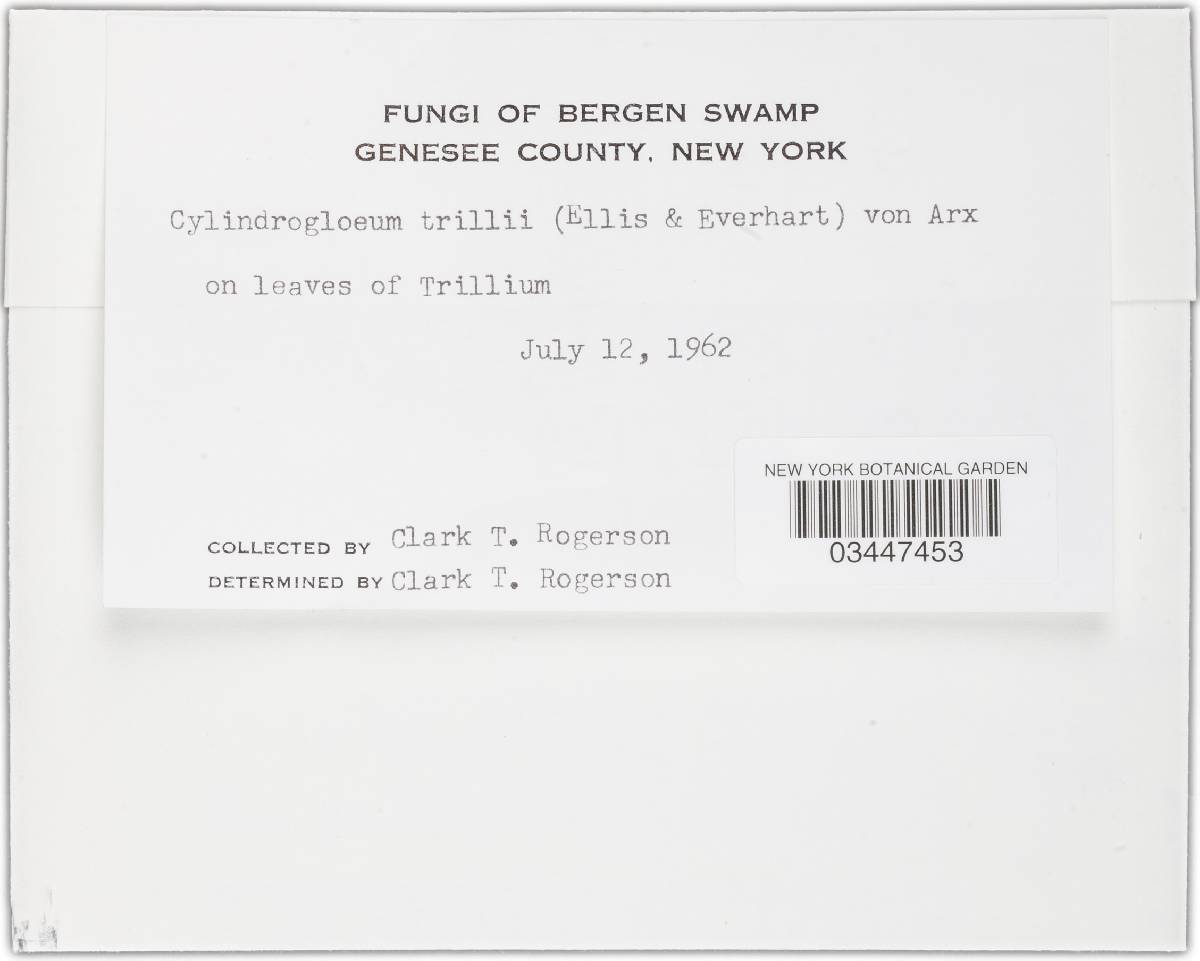 FUNGI OF BERGEN SWAMP
GENESEE COUNTY, NEW YORK
Cylindrogloeum trillii (Ellis & Everhart) von Arx
on leaves of Trillium
July 12, 1962
NEW YORK BOTANICAL GARDEN
03447453
COLLECTED BY Clark T. Rogerson
DETERMINED BY Clark T. Rogerson